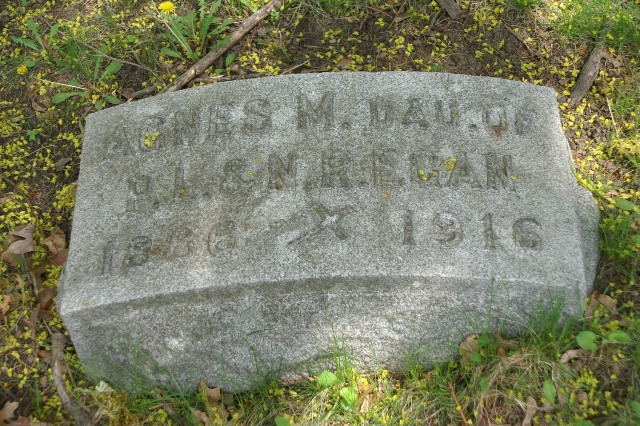 AGNES M. DAU. OF
& N. R. EGAN
1866 1916